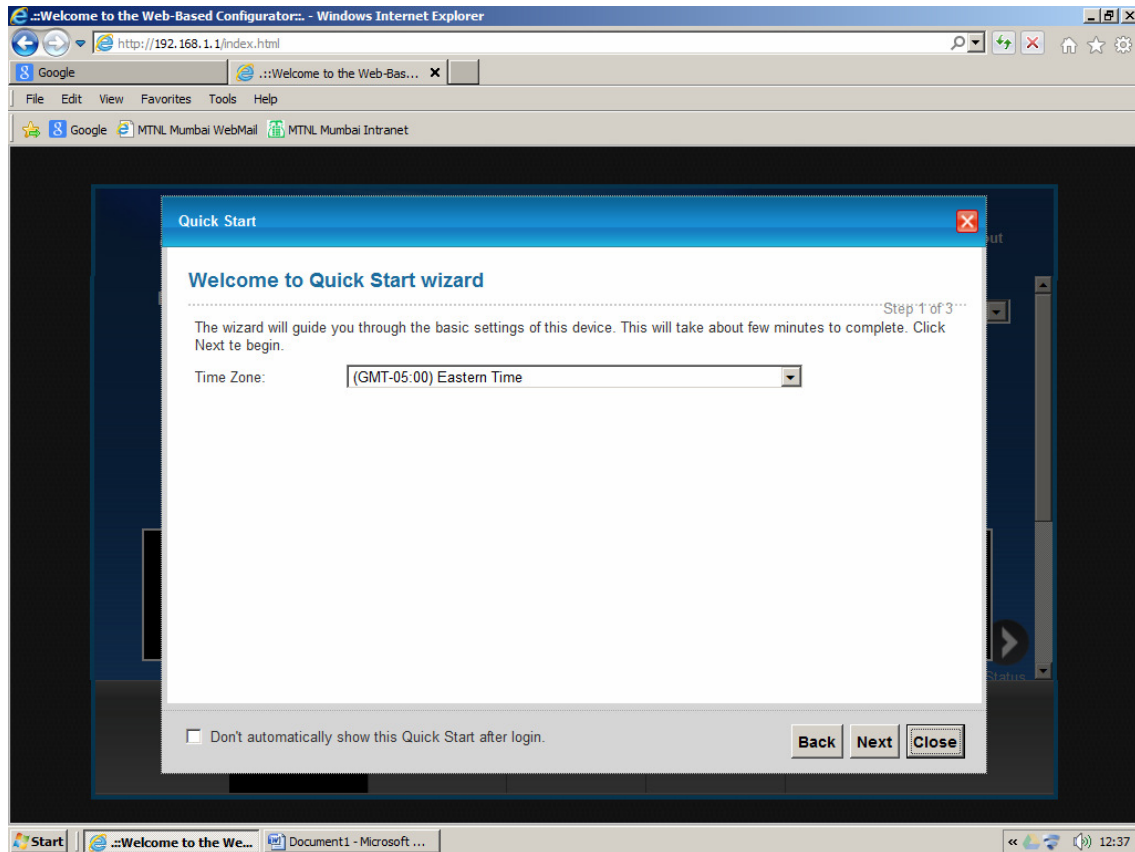 .::Welcome to the Web-Based Configurator::. - Windows Internet Explorer
http://192.168.1.1/index.html
Google
.::Welcome to the Web-Bas...
File Edit View Favorites Tools Help
Google MTNL Mumbai WebMail MTNL Mumbai Intranet
Quick Start
out
Welcome to Quick Start wizard
Step 1 of 3
The wizard will guide you through the basic settings of this device. This will take about few minutes to complete. Click
Next te begin.
Time Zone: (GMT-05:00) Eastern Time
Status
Don't automatically show this Quick Start after login.
Back Next Close
Start .::Welcome to the We... Document1 - Microsoft ... 12:37